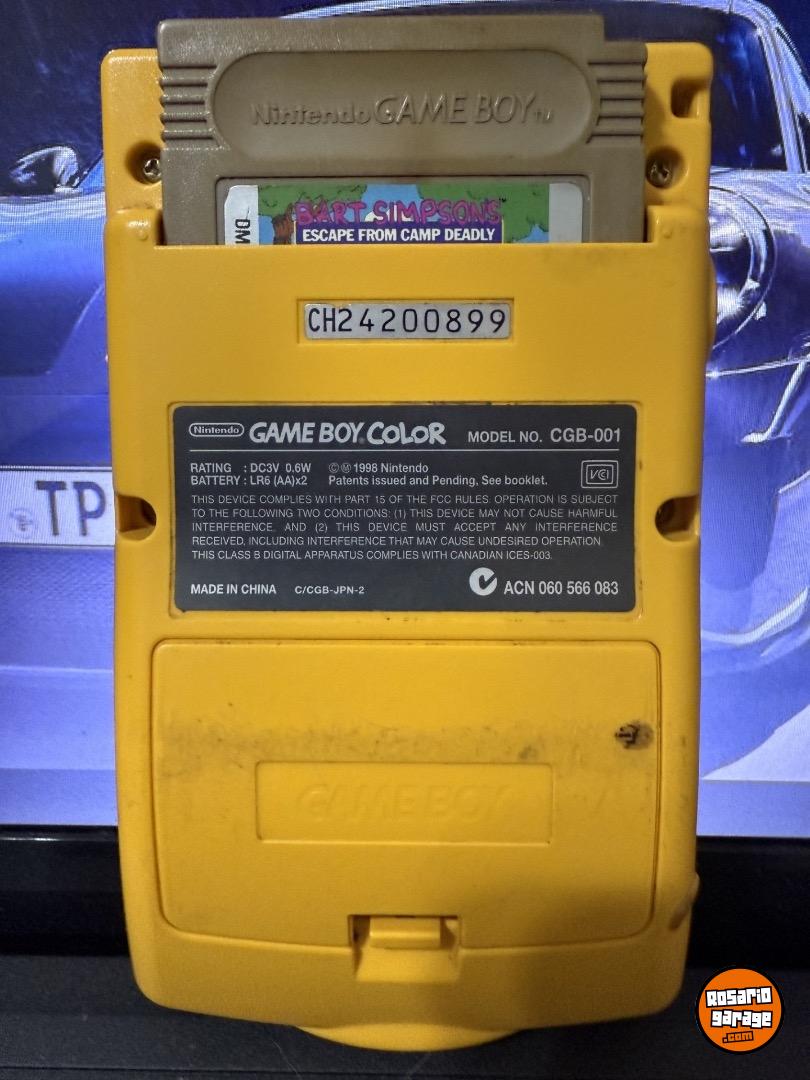 Nintendo GAME BOY TM
BART SIMPSON'S™
ESCAPE FROM CAMP DEADLY
DM
CH24200899
Nintendo GAME BOY COLOR MODEL NO. CGB-001
RATING : DC3V 0.6W ©Ⓜ1998 Nintendo
BATTERY : LR6 (AA)x2 Patents issued and Pending, See booklet.
VCI
THIS DEVICE COMPLIES WITH PART 15 OF THE FCC RULES. OPERATION IS SUBJECT
TO THE FOLLOWING TWO CONDITIONS: (1) THIS DEVICE MAY NOT CAUSE HARMFUL
INTERFERENCE, AND (2) THIS DEVICE MUST ACCEPT ANY INTERFERENCE
RECEIVED, INCLUDING INTERFERENCE THAT MAY CAUSE UNDESIRED OPERATION.
THIS CLASS B DIGITAL APPARATUS COMPLIES WITH CANADIAN ICES-003.
MADE IN CHINA C/CGB-JPN-2 ACN 060 566 083
TP
GAME BOY
Rosario
garage
.com